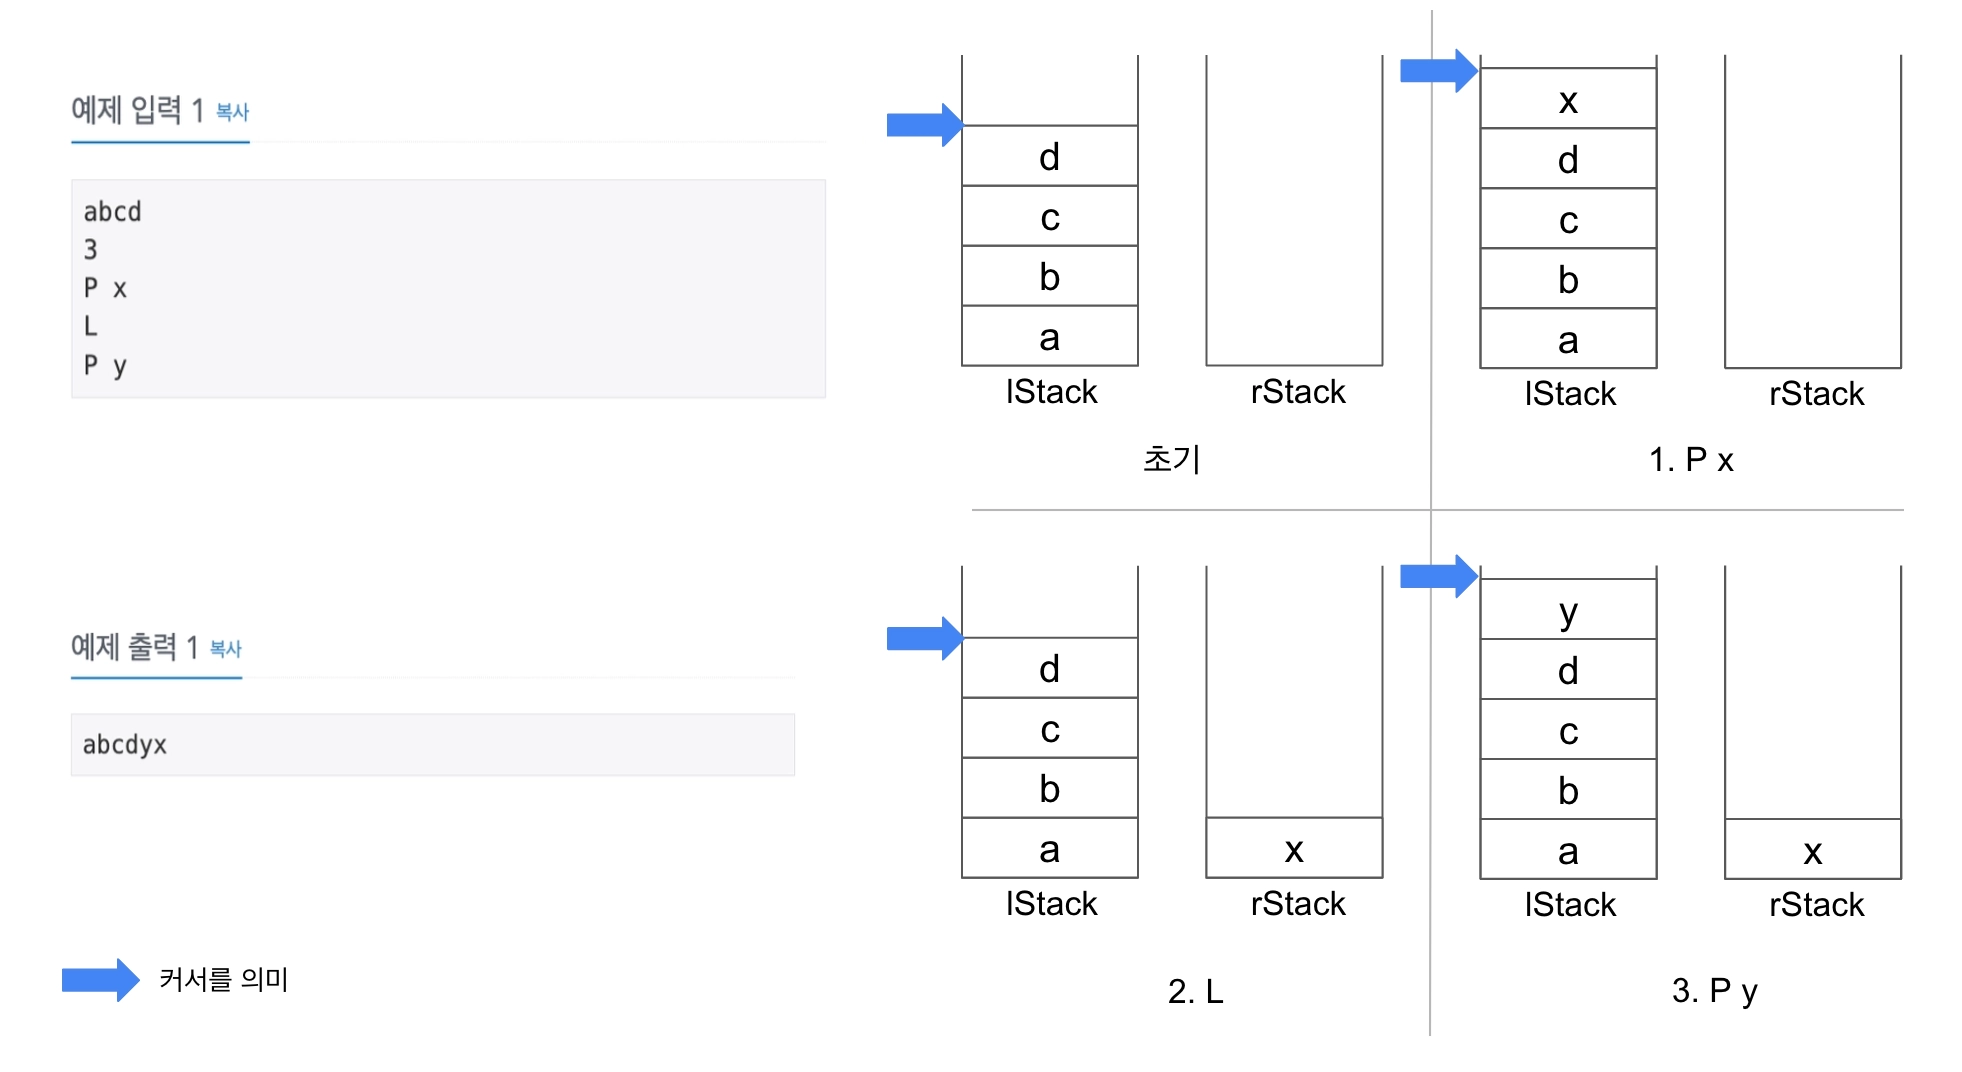 예제 입력 1 복사
abcd
3
P x
L
P y
예제 출력 1 복사
abcdyx
커서를 의미
d
c
b
a
lStack rStack
초기
x
d
c
b
a
lStack rStack
1. P x
d
c
b
a x
lStack rStack
2. L
y
d
c
b
a x
lStack rStack
3. P y